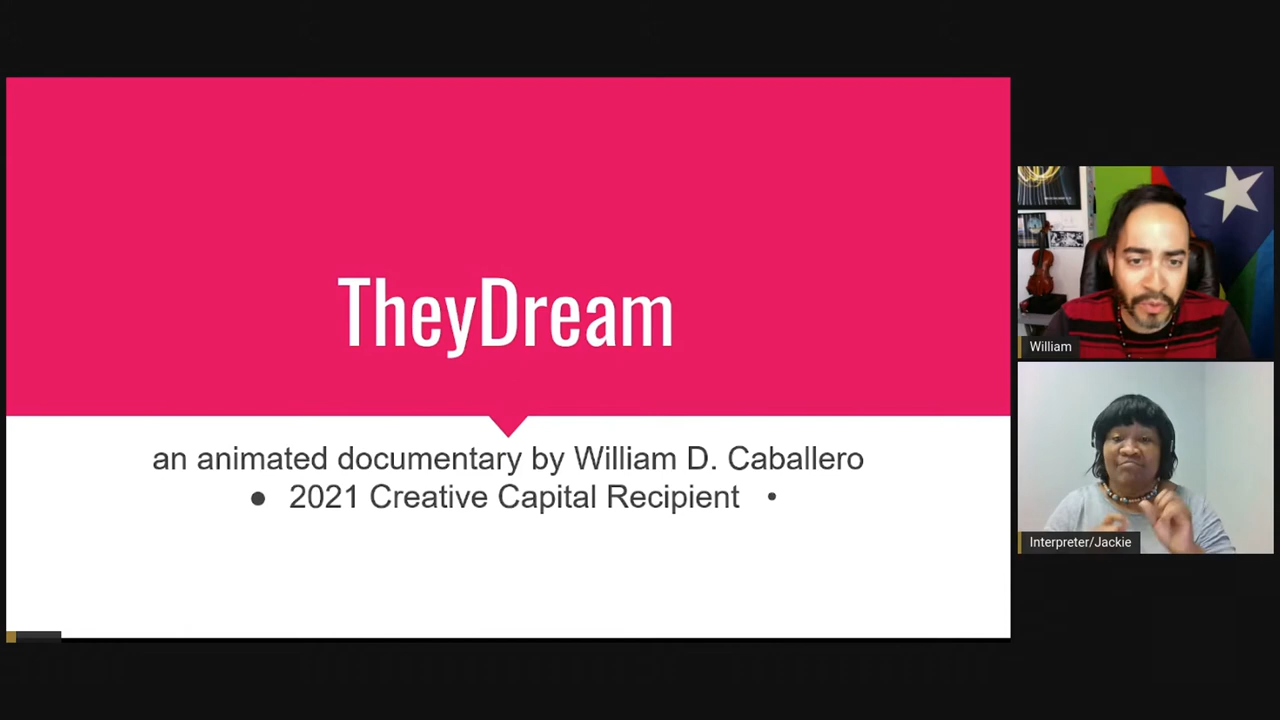 TheyDream
an animated documentary by William D. Caballero
● 2021 Creative Capital Recipient •
William
Interpreter/Jackie